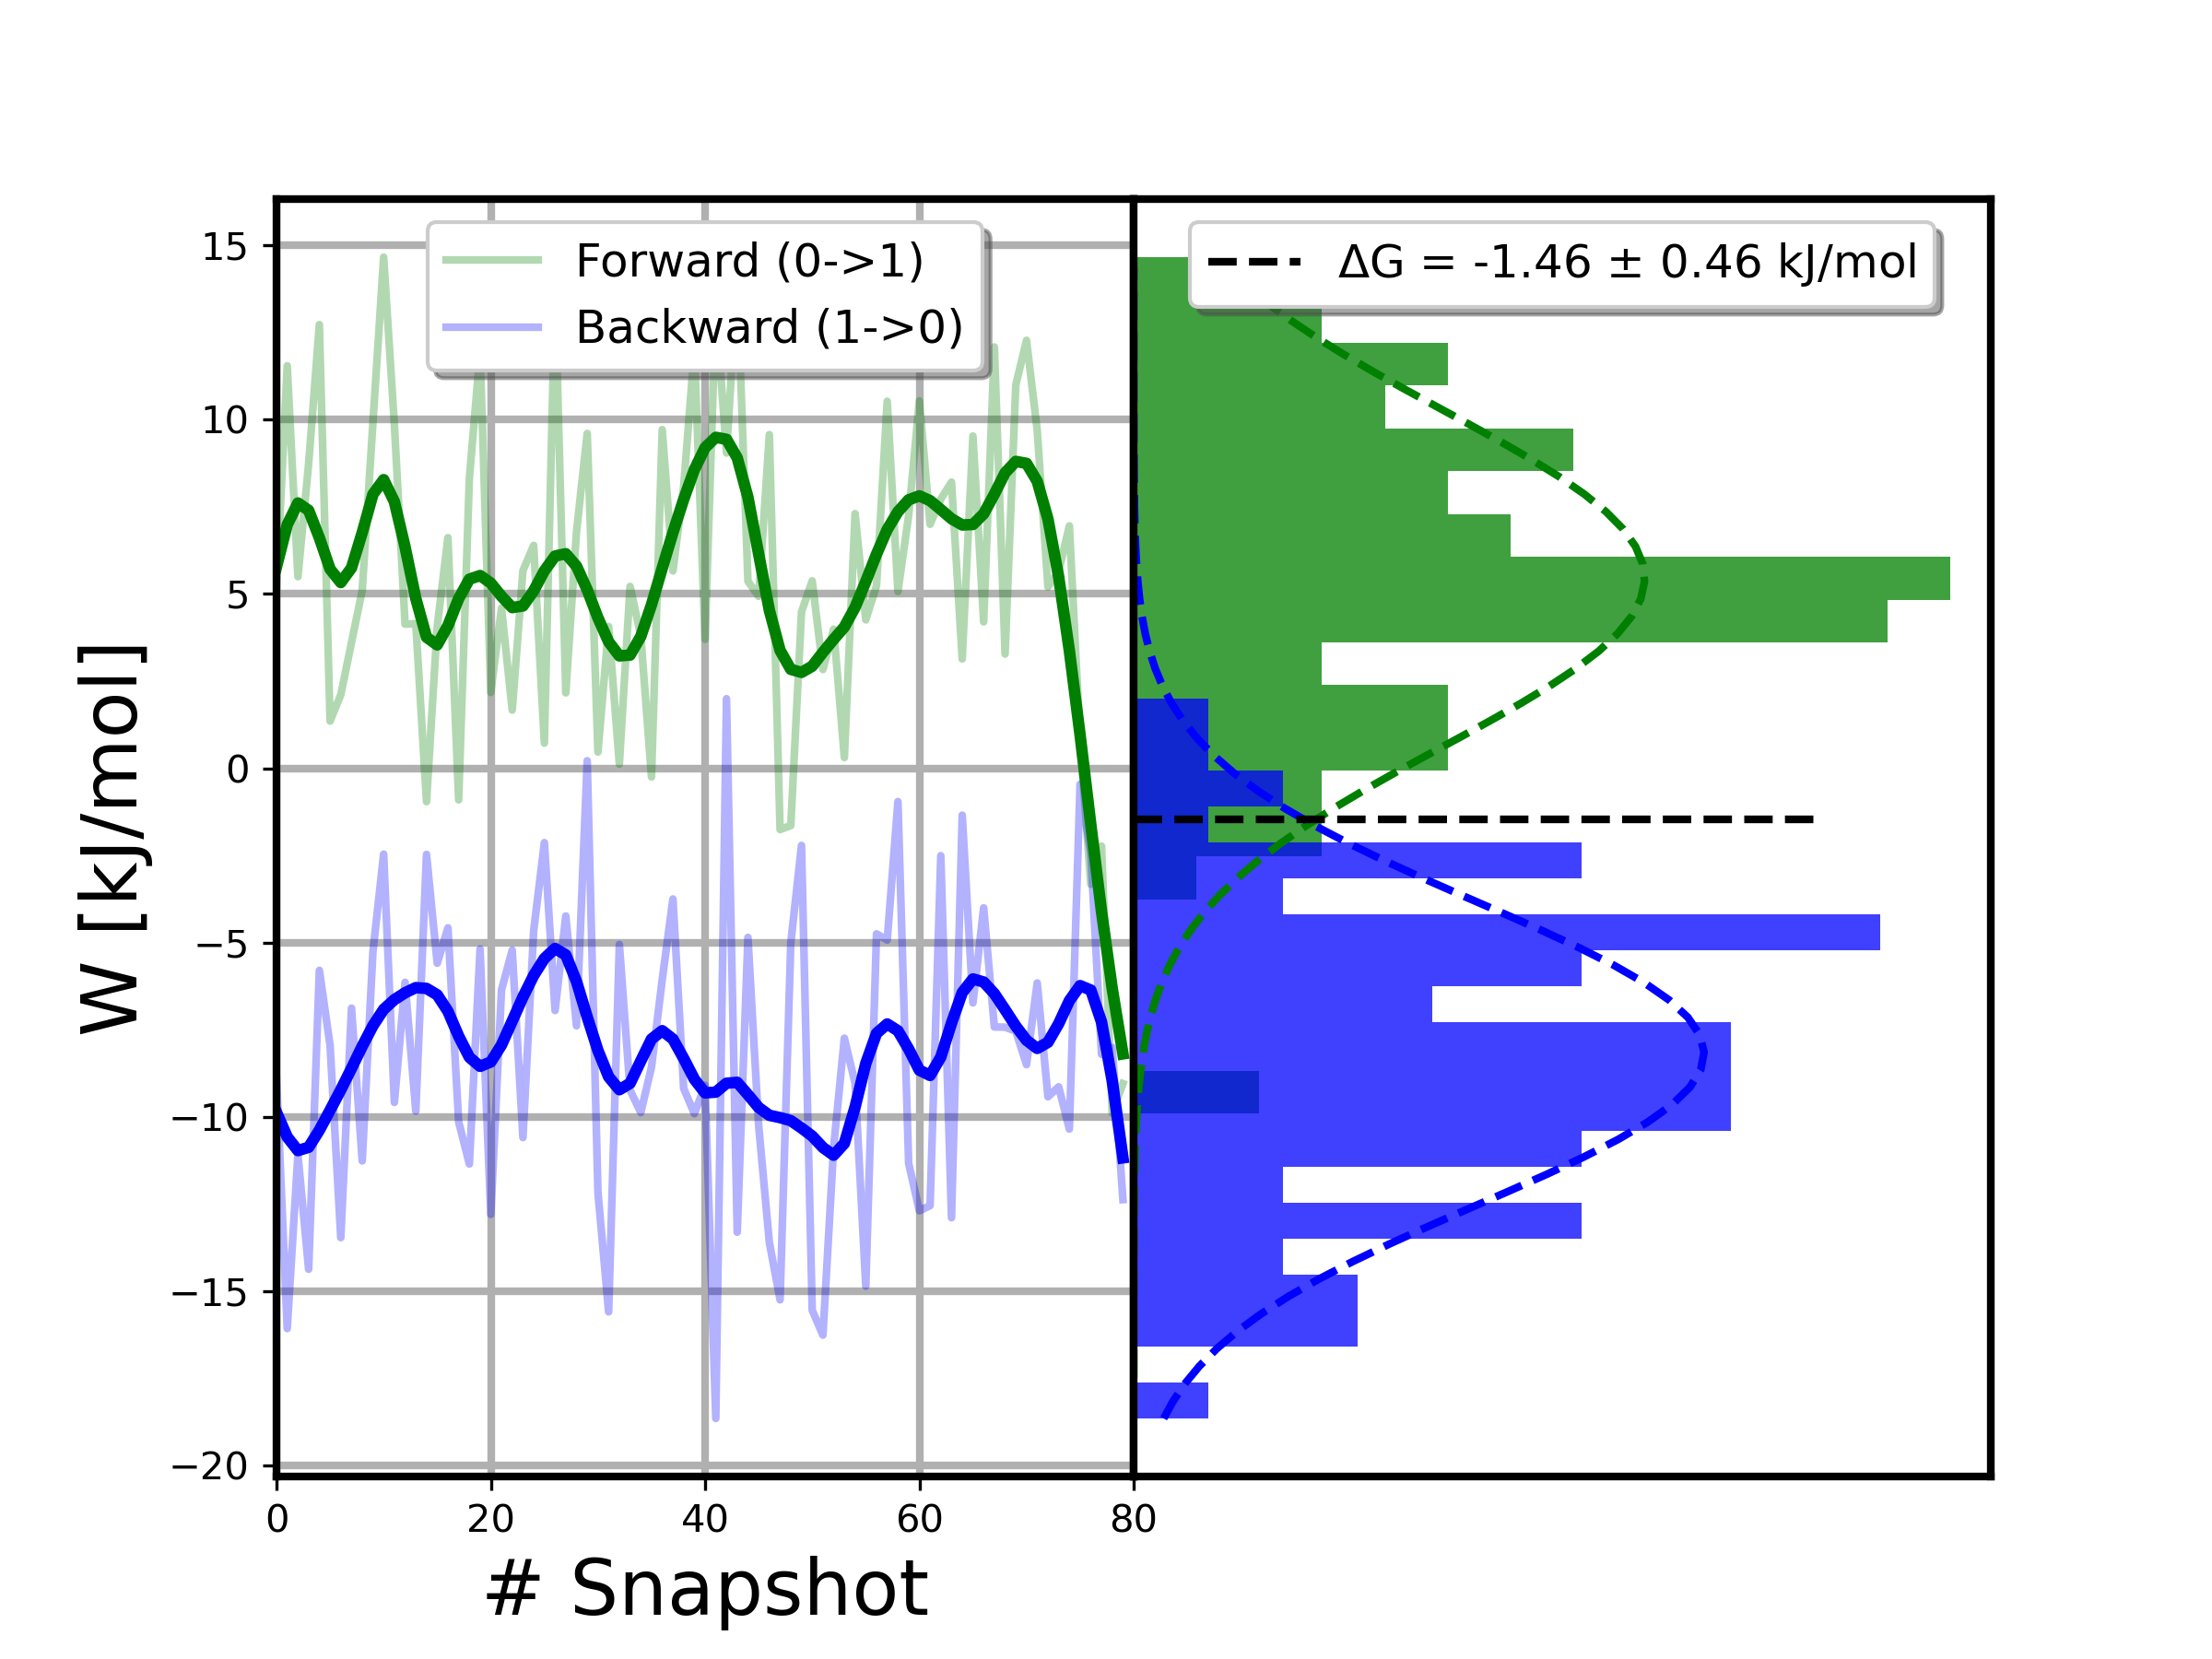 Forward (0->1)
Backward (1->0)
ΔG = -1.46 ± 0.46 kJ/mol
W [kJ/mol]
15
10
5
0
−5
−10
−15
−20
0 20 40 60 80
# Snapshot